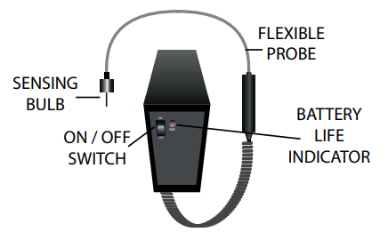 FLEXIBLE
PROBE
SENSING
BULB
ON / OFF
SWITCH
BATTERY
LIFE
INDICATOR